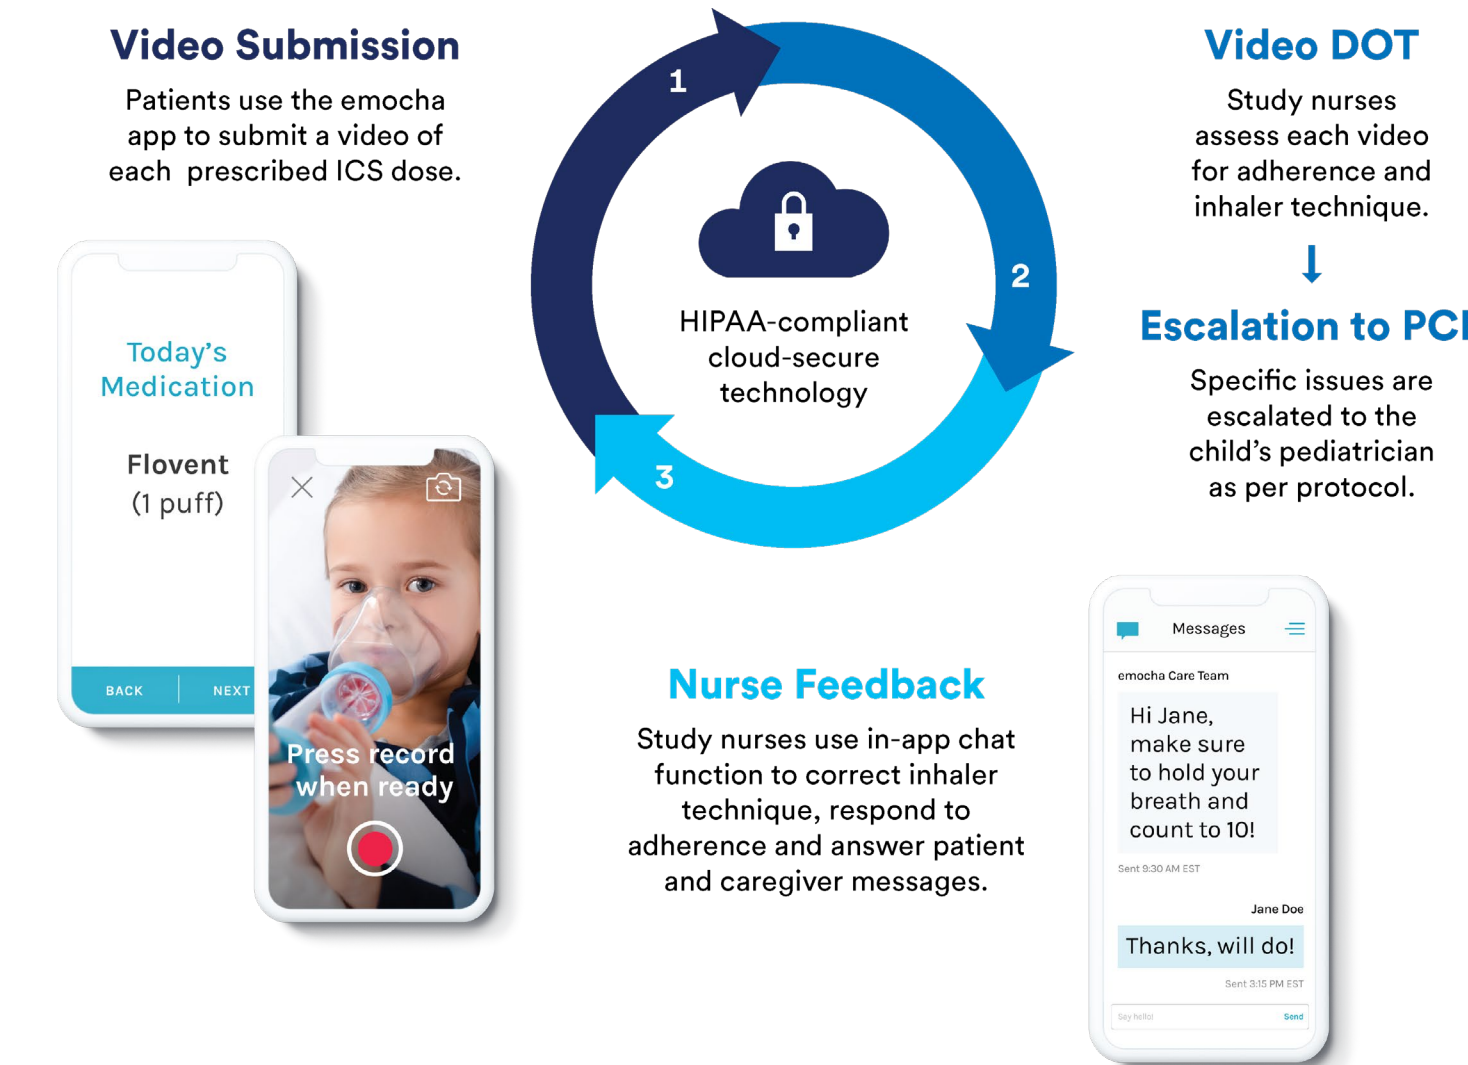 Video Submission
Patients use the emocha
app to submit a video of
each prescribed ICS dose.
Today's
Medication
Flovent
(1 puff)
BACK
NEXT
Press record
when ready
1
2
3
HIPAA-compliant
cloud-secure
technology
Video DOT
Study nurses
assess each video
for adherence and
inhaler technique.
Escalation to
Specific issues are
escalated to the
child's pediatrician
as per protocol.
Nurse Feedback
Study nurses use in-app chat
function to correct inhaler
technique, respond to
adherence and answer patient
and caregiver messages.
Messages
emocha Care Team
Hi Jane,
make sure
to hold your
breath and
count to 10!
Sent 9:30 AM EST
Jane Doe
Thanks, will do!
Sent 3:15 PM EST
Say hello!
Send